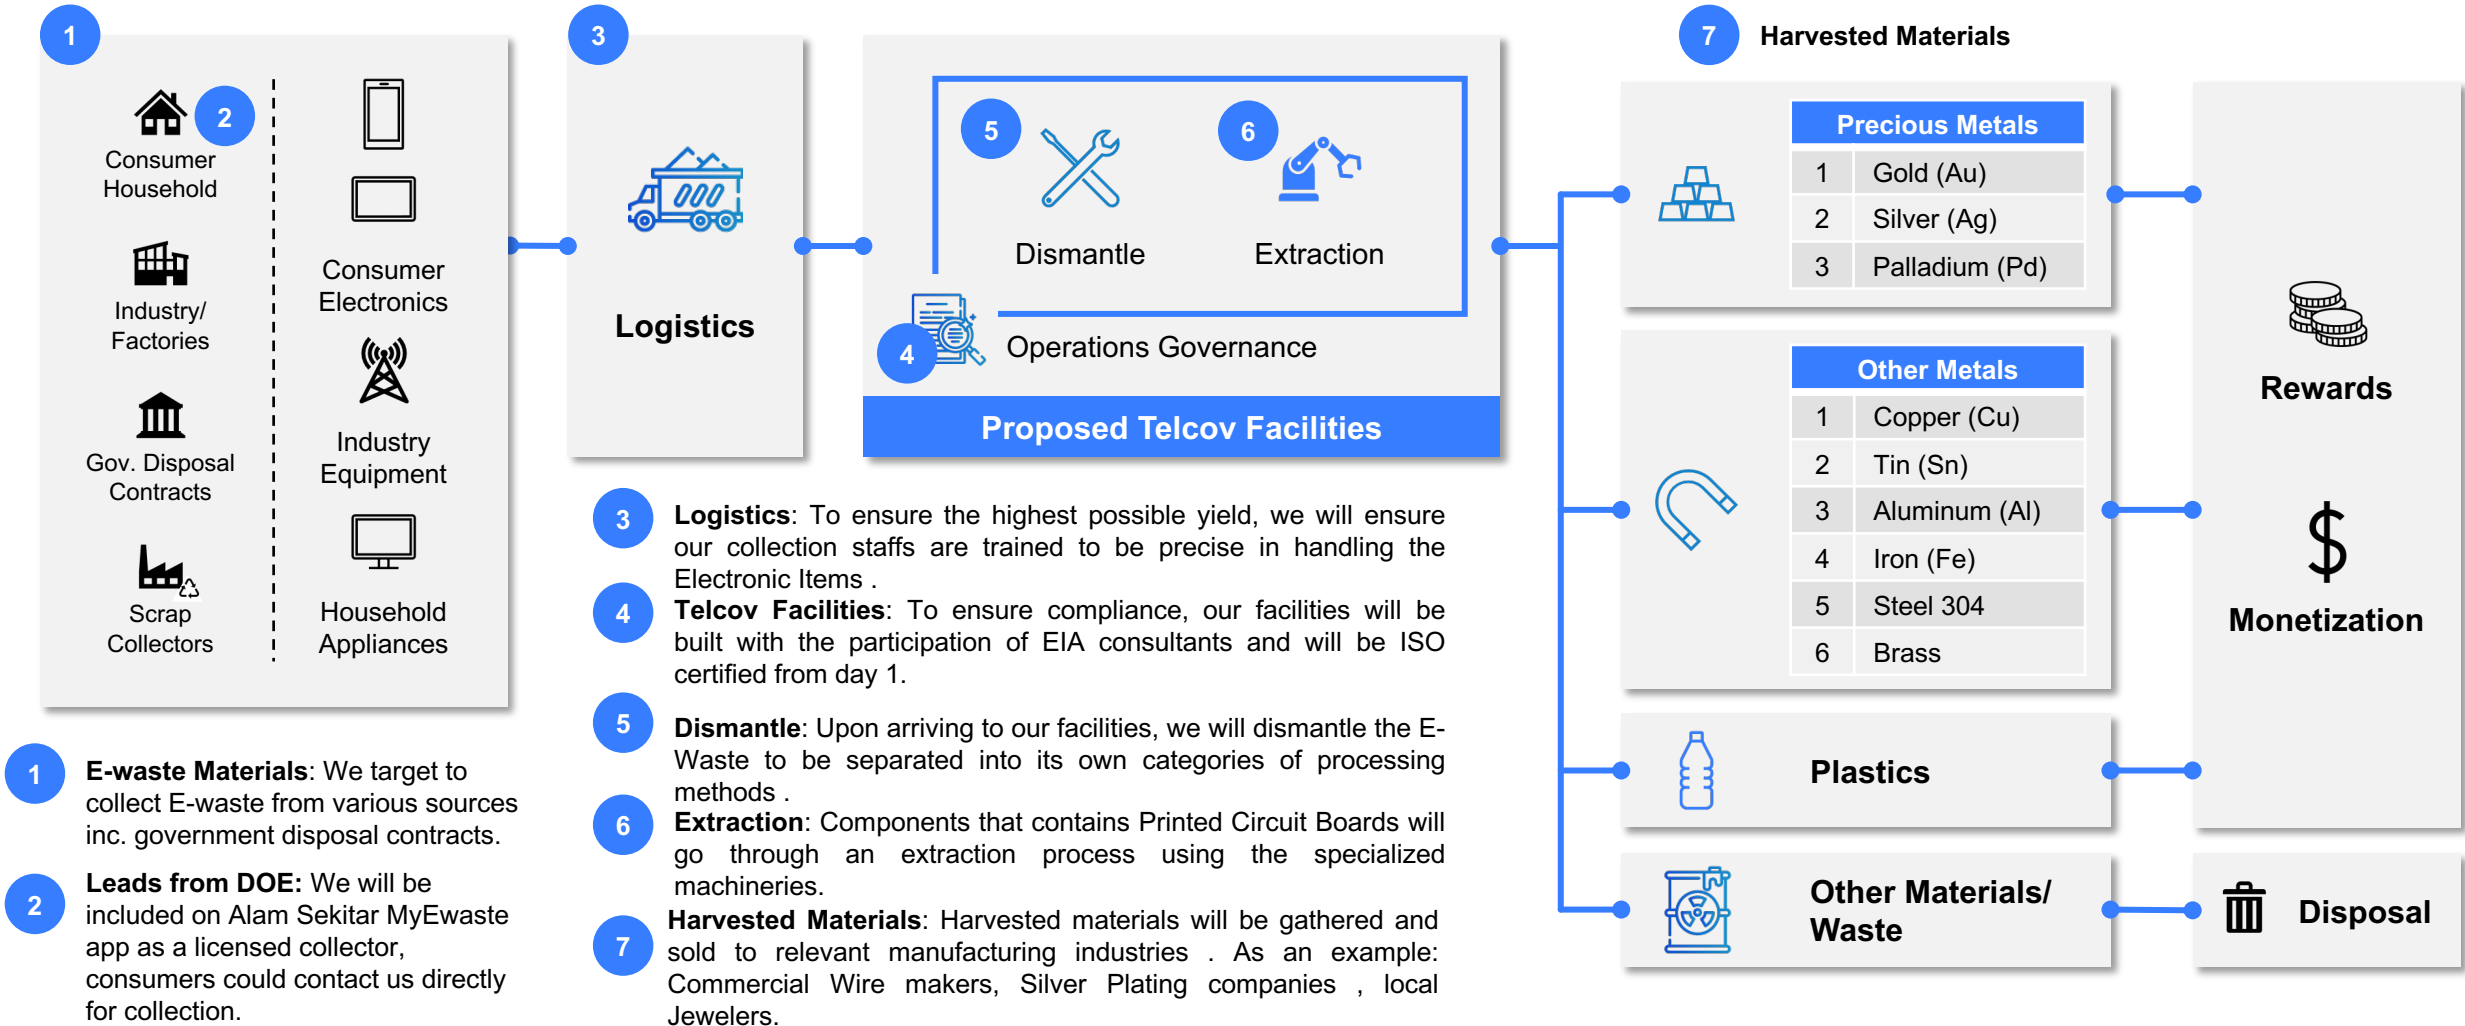 1
2
Consumer
Household
Industry/
Factories
Gov. Disposal
Contracts
Scrap
Collectors
Consumer
Electronics
Industry
Equipment
Household
Appliances
3
Logistics
5
Dismantle
6
Extraction
4
Operations Governance
Proposed Telcov Facilities
7
Harvested Materials
Precious Metals
1 Gold (Au)
2 Silver (Ag)
3 Palladium (Pd)
Other Metals
1 Copper (Cu)
2 Tin (Sn)
3 Aluminum (Al)
4 Iron (Fe)
5 Steel 304
6 Brass
Plastics
Other Materials/
Waste
Rewards
$
Monetization
Disposal
1
E-waste Materials: We target to
collect E-waste from various sources
inc. government disposal contracts.
2
Leads from DOE: We will be
included on Alam Sekitar MyEwaste
app as a licensed collector,
consumers could contact us directly
for collection.
3
Logistics: To ensure the highest possible yield, we will ensure
our collection staffs are trained to be precise in handling the
Electronic Items .
4
Telcov Facilities: To ensure compliance, our facilities will be
built with the participation of EIA consultants and will be ISO
certified from day 1.
5
Dismantle: Upon arriving to our facilities, we will dismantle the E-
Waste to be separated into its own categories of processing
methods .
6
Extraction: Components that contains Printed Circuit Boards will
go through an extraction process using the specialized
machineries.
7
Harvested Materials: Harvested materials will be gathered and
sold to relevant manufacturing industries . As an example:
Commercial Wire makers, Silver Plating companies , local
Jewelers.